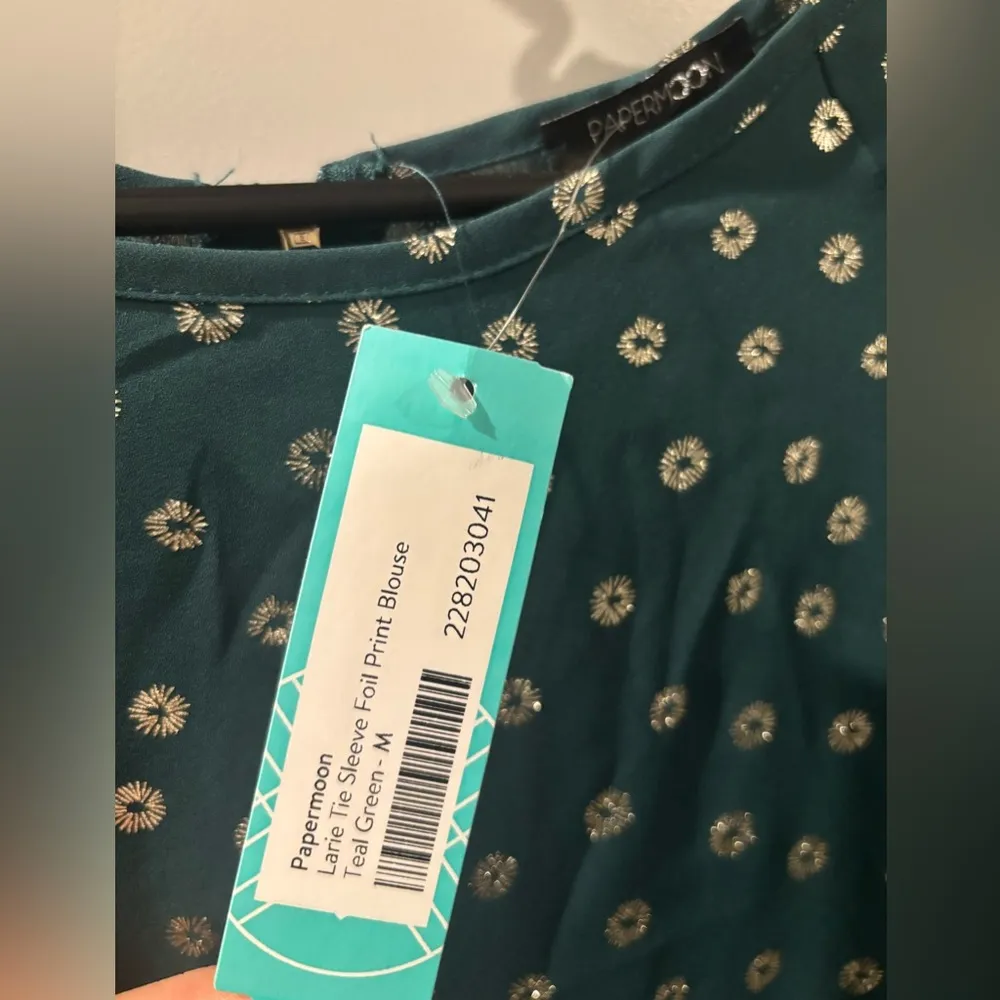 PAPERMOON
Papermoon
Larie Tie Sleeve Foil Print Blouse
Teal Green - M
228203041